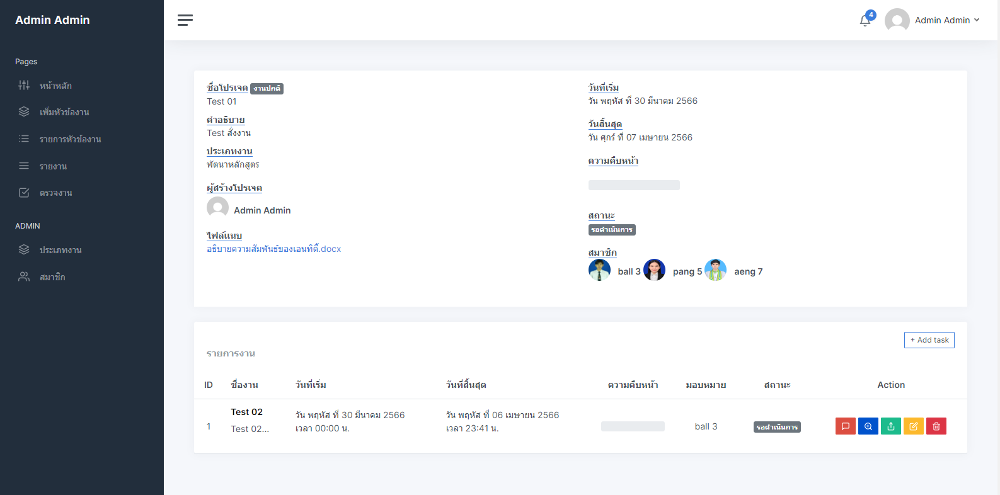 Admin Admin
4
Admin Admin
Pages
หน้าหลัก
เพิ่มหัวข้องาน
รายการหัวข้องาน
รายงาน
ตรวจงาน
ADMIN
ประเภทงาน
สมาชิก
ชื่อโปรเจค งานปกติ
Test 01
คำอธิบาย
Test สั่งงาน
ประเภทงาน
พัฒนาหลักสูตร
ผู้สร้างโปรเจค
Admin Admin
ไฟล์แนบ
อธิบายความสัมพันธ์ของเอนทิตี้.docx
วันที่เริ่ม
วัน พฤหัส ที่ 30 มีนาคม 2566
วันสิ้นสุด
วัน ศุกร์ ที่ 07 เมษายน 2566
ความคืบหน้า
สถานะ
รอดำเนินการ
สมาชิก
ball 3 pang 5 aeng 7
+ Add task
รายการงาน
ID ชื่องาน วันที่เริ่ม วันที่สิ้นสุด ความคืบหน้า มอบหมาย สถานะ Action
1 Test 02 วัน พฤหัส ที่ 30 มีนาคม 2566 วัน พฤหัส ที่ 06 เมษายน 2566 ball 3 รอดำเนินการ
Test 02... เวลา 00:00 น. เวลา 23:41 น.